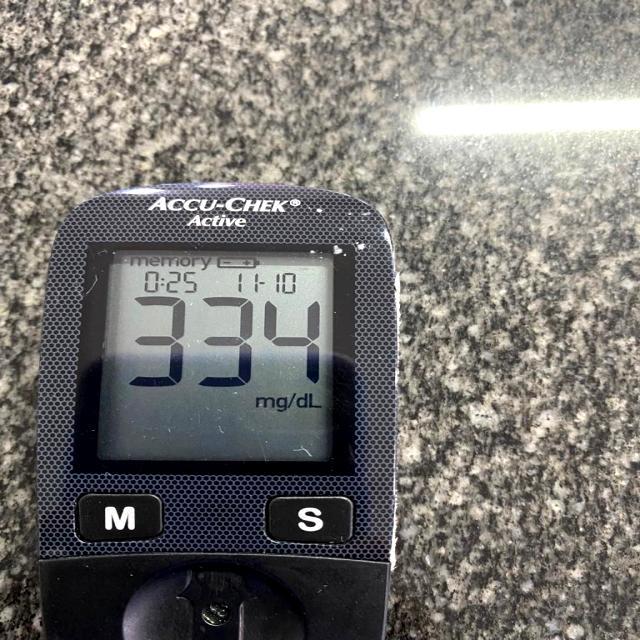 ACCU-CHEK®
Active
memory
0:25 11-10
334
mg/dL
M S